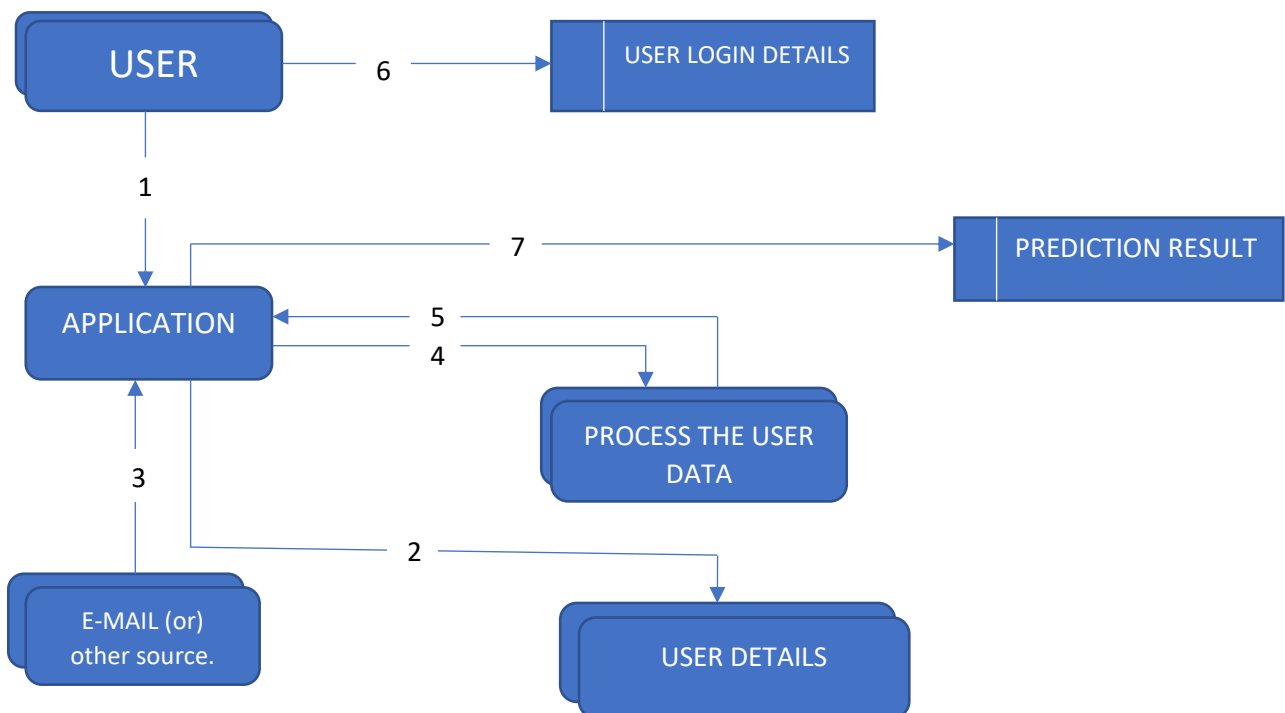 USER
6
USER LOGIN DETAILS
1
7
PREDICTION RESULT
APPLICATION
5
4
PROCESS THE USER
DATA
3
2
E-MAIL (or)
other source.
USER DETAILS